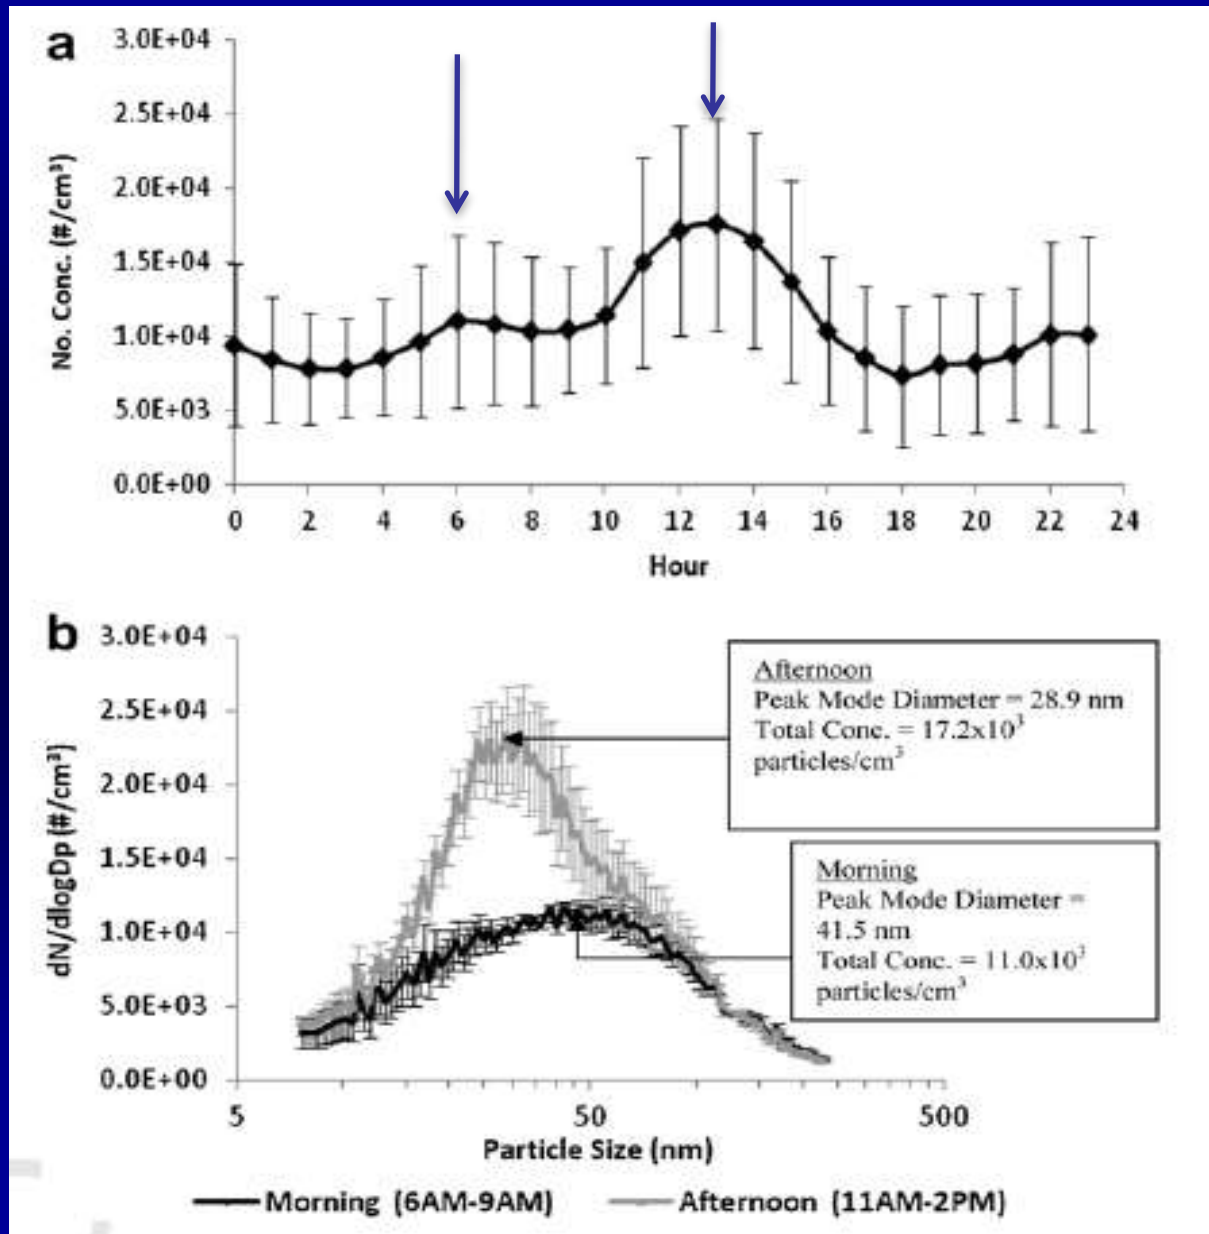 a
3.0E+04
2.5E+04
2.0E+04
1.5E+04
1.0E+04
5.0E+03
0.0E+00
No. Conc. (#/cm³)
0 2 4 6 8 10 12 14 16 18 20 22 24
Hour
b
3.0E+04
2.5E+04
2.0E+04
1.5E+04
1.0E+04
5.0E+03
0.0E+00
dN/dlogDp (#/cm³)
Afternoon
Peak Mode Diameter = 28.9 nm
Total Conc. = 17.2x10³
particles/cm³
Morning
Peak Mode Diameter =
41.5 nm
Total Conc. = 11.0x10³
particles/cm³
5 50 500
Particle Size (nm)
Morning (6AM-9AM) Afternoon (11AM-2PM)